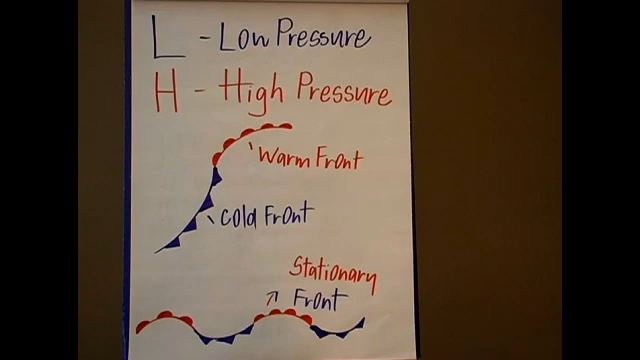 L - Low Pressure
H - High Pressure
Warm Front
Cold Front
Stationary
Front